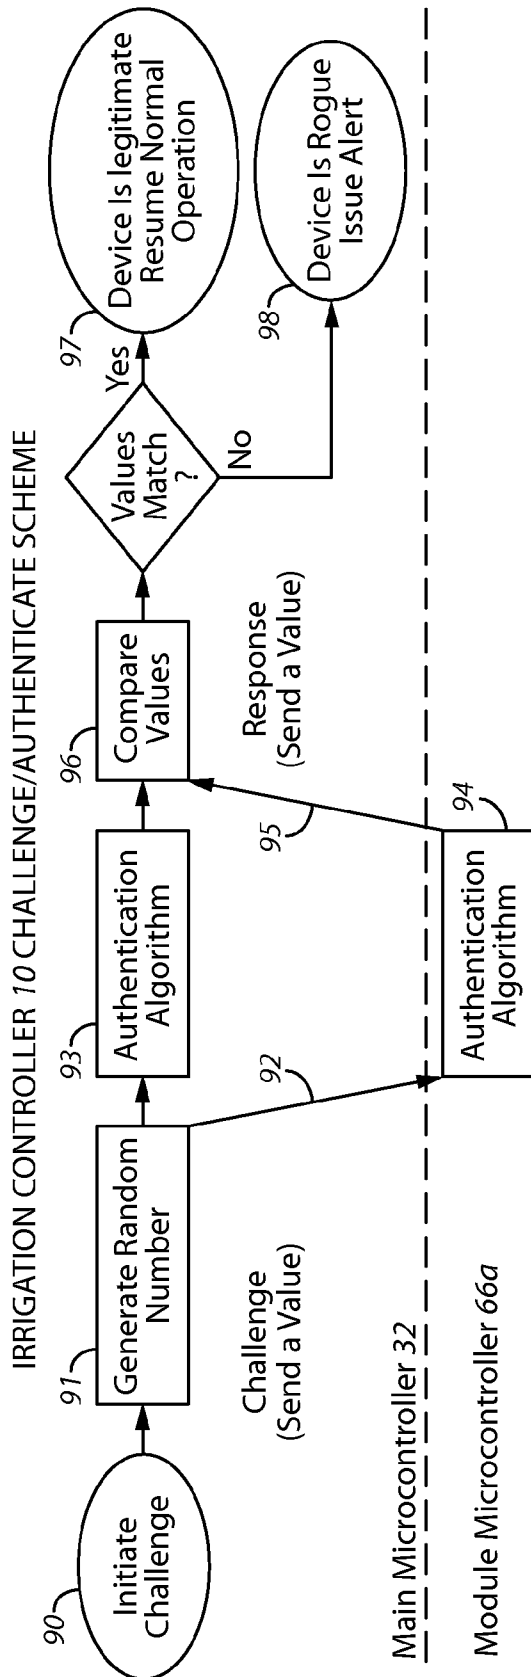 IRRIGATION CONTROLLER 10 CHALLENGE/AUTHENTICATE SCHEME
90
Initiate
Challenge
91
Generate Random
Number
Challenge
(Send a Value)
92
93
Authentication
Algorithm
94
Authentication
Algorithm
95
Response
(Send a Value)
96
Compare
Values
Values
Match
?
Yes
No
97
Device Is legitimate
Resume Normal
Operation
98
Device Is Rogue
Issue Alert
Main Microcontroller 32
Module Microcontroller 66a